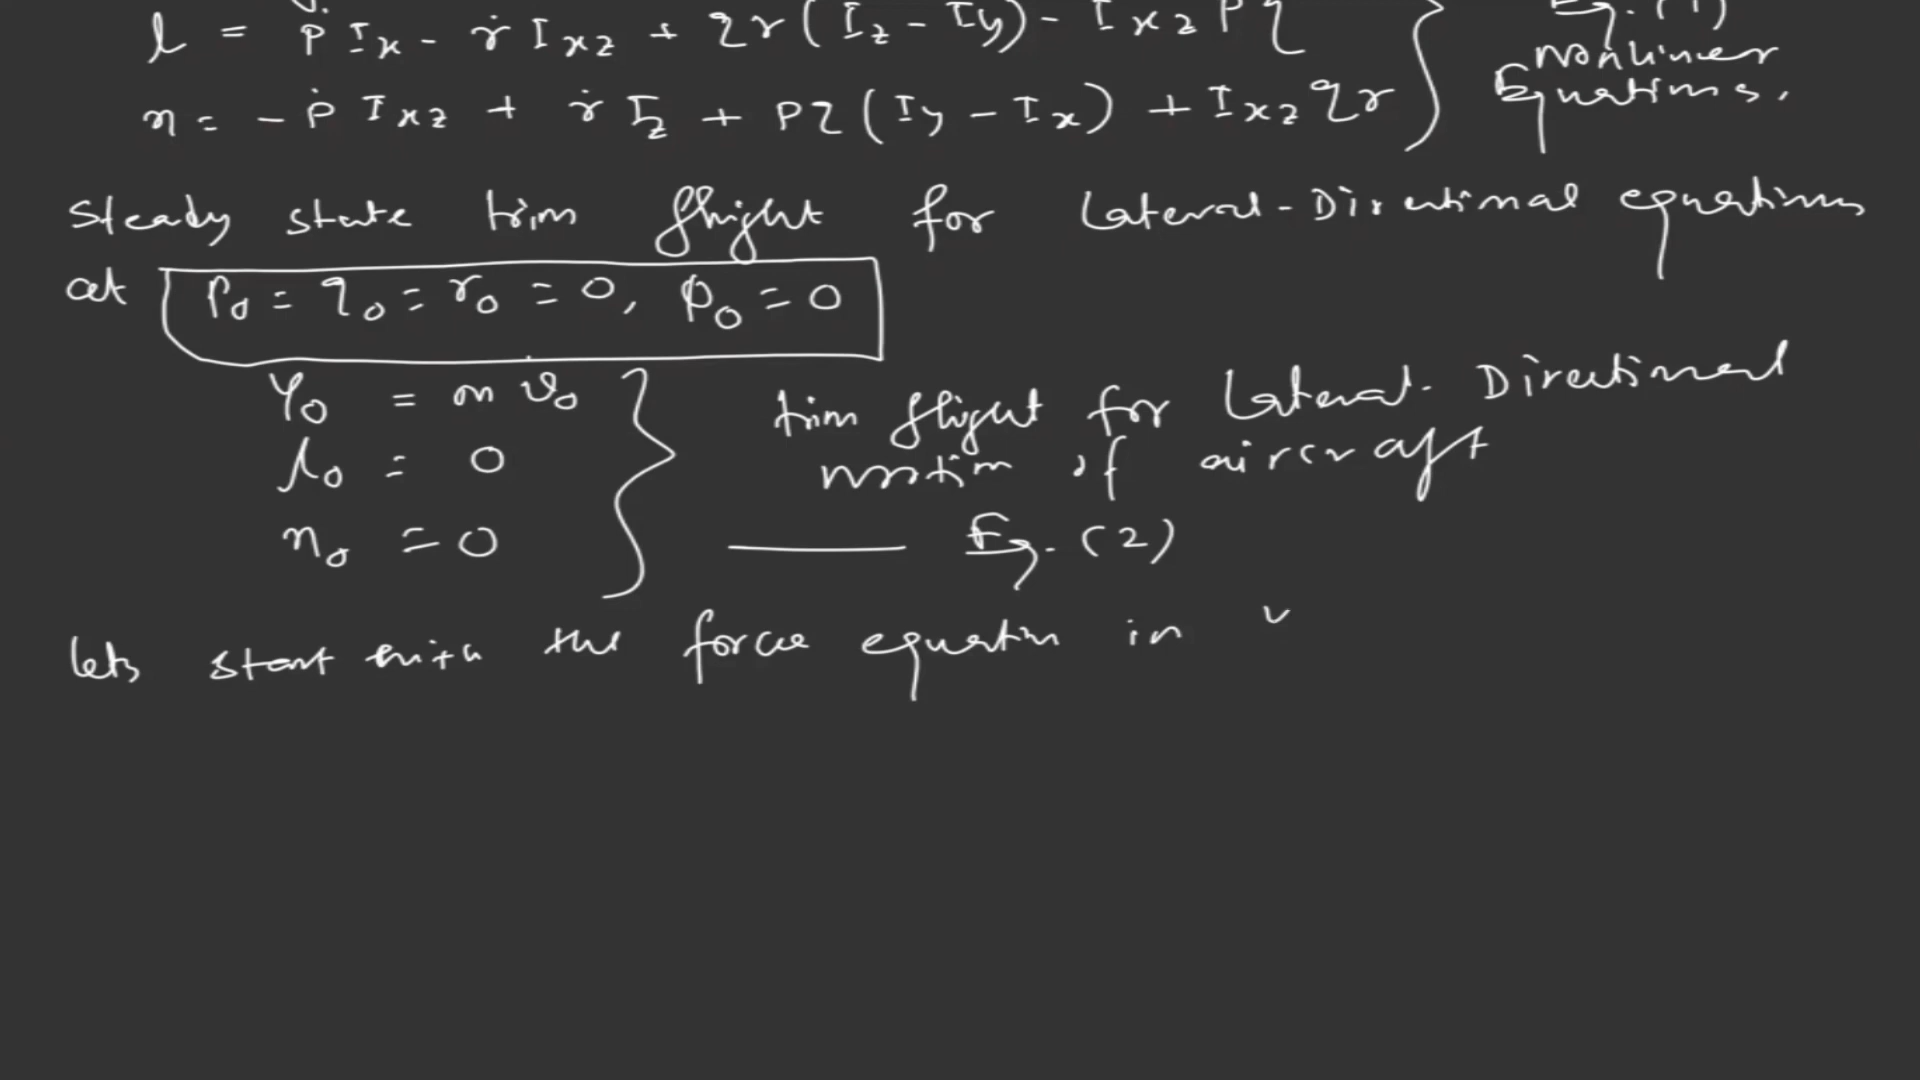 l = ṗ Ix - ṙ Ixz + qr (Iz - Iy) - Ixz pq
Eq. (1)
Nonlinear
n = - ṗ Ixz + ṙ Iz + pq (Iy - Ix) + Ixz qr
Equations.
Steady state trim flight for Lateral - Directional equations
at p₀ = q₀ = r₀ = 0, ϕ₀ = 0
Y₀ = m v₀
trim flight for Lateral - Directional
l₀ = 0
motion of aircraft
n₀ = 0
Eq. (2)
lets start with the force equation in